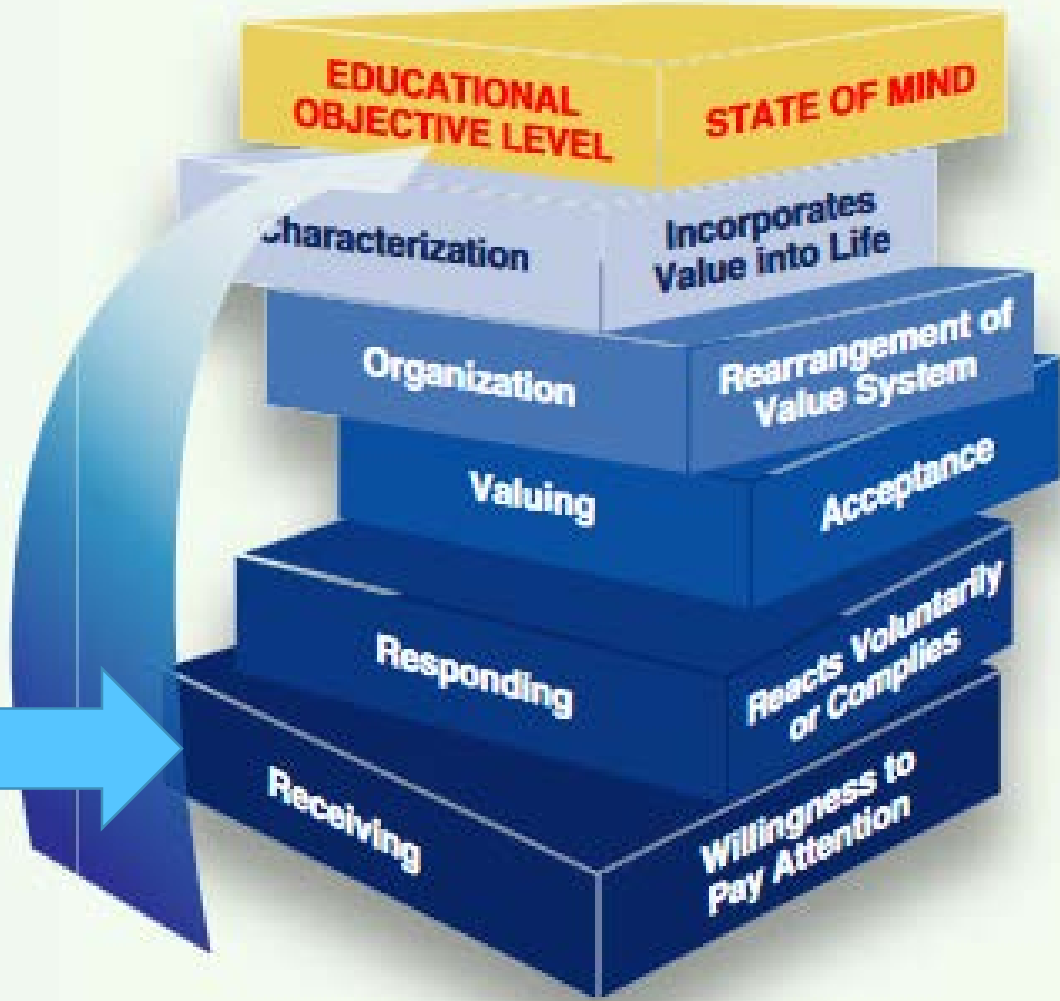 EDUCATIONAL
OBJECTIVE LEVEL
STATE OF MIND
Characterization
Incorporates
Value into Life
Organization
Rearrangement of
Value System
Valuing
Acceptance
Responding
Reacts Voluntarily
or Complies
Receiving
Willingness to
Pay Attention